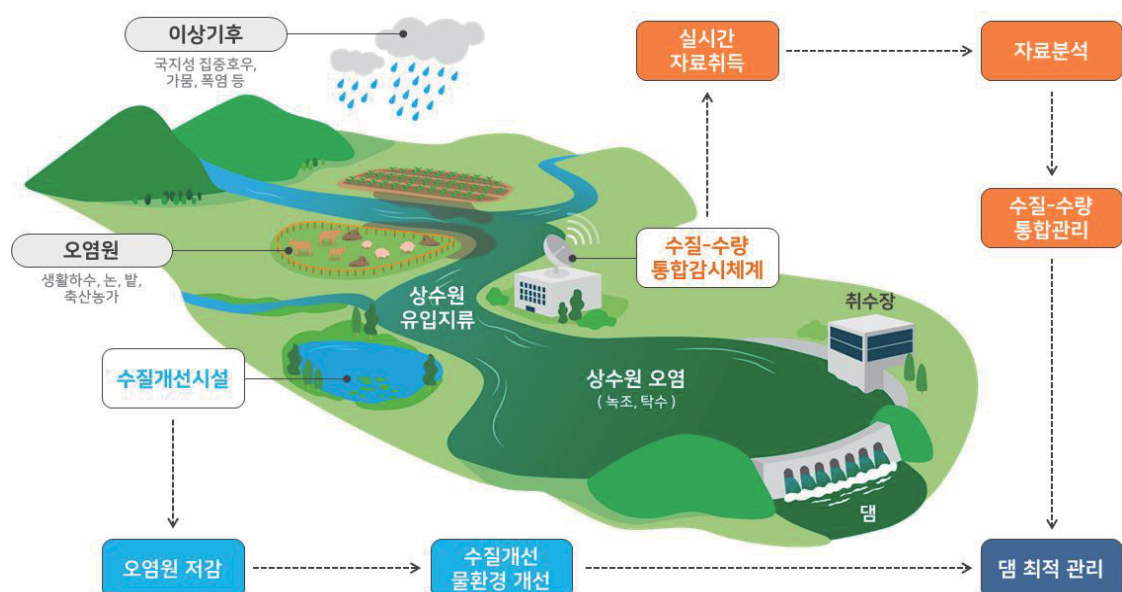 이상기후
국지성 집중호우,
가뭄, 폭염 등
실시간
자료취득
자료분석
수질-수량
통합관리
오염원
생활하수, 논, 밭,
축산농가
수질-수량
통합감시체계
상수원
유입지류
취수장
수질개선시설
상수원 오염
( 녹조, 탁수 )
댐
오염원 저감
수질개선
물환경 개선
댐 최적 관리